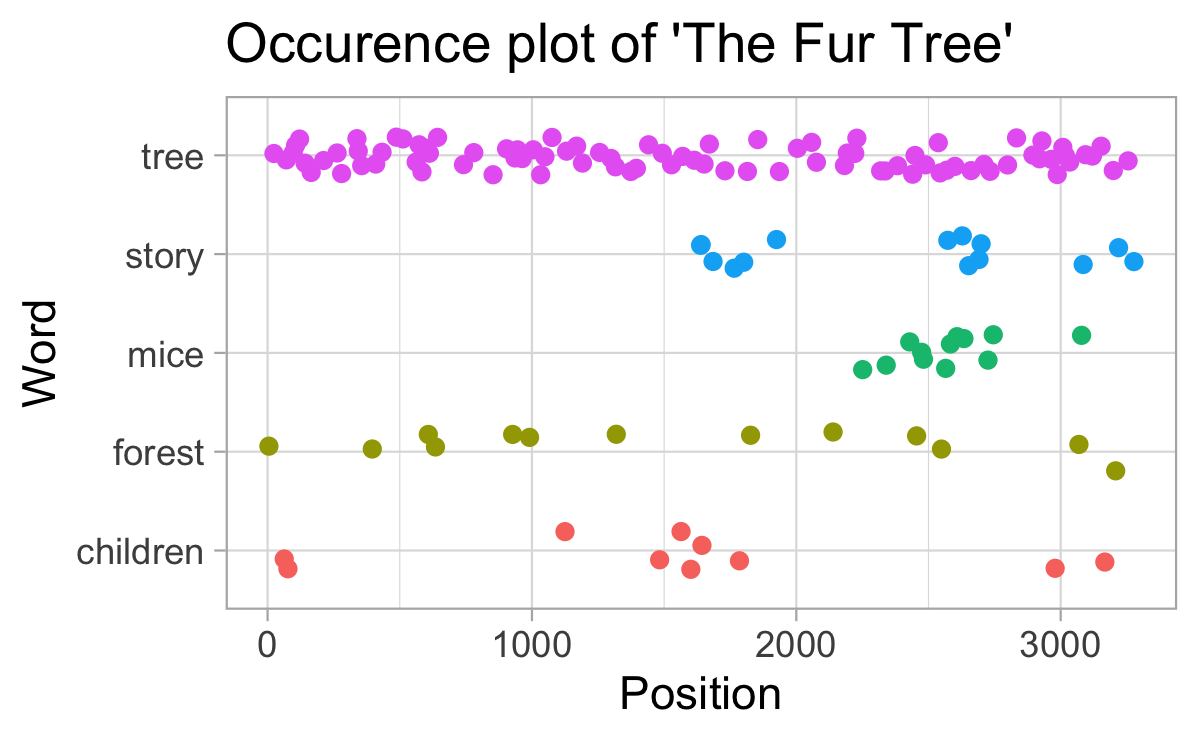 Occurence plot of 'The Fur Tree'
tree
story
mice
forest
children
Word
0 1000 2000 3000
Position